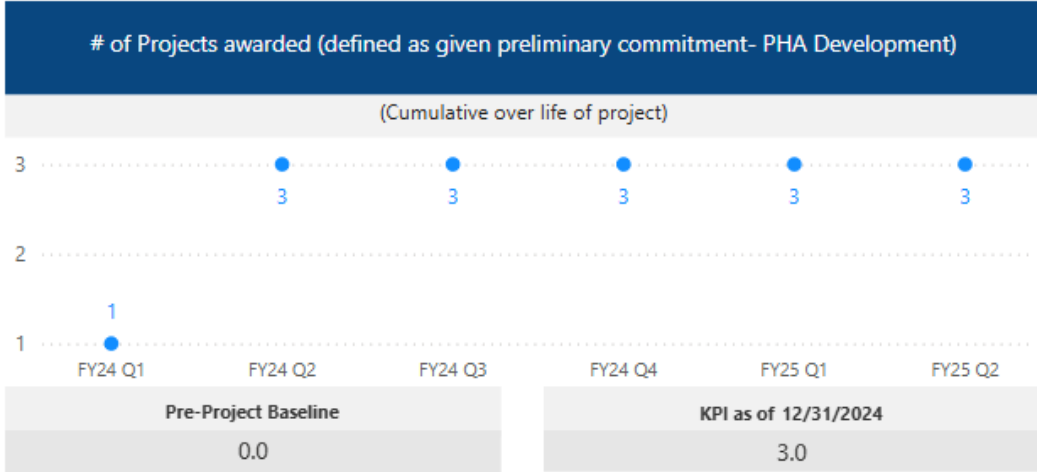 # of Projects awarded (defined as given preliminary commitment- PHA Development)
(Cumulative over life of project)
3
3 3 3 3 3
2
1
1
FY24 Q1 FY24 Q2 FY24 Q3 FY24 Q4 FY25 Q1 FY25 Q2
Pre-Project Baseline KPI as of 12/31/2024
0.0 3.0